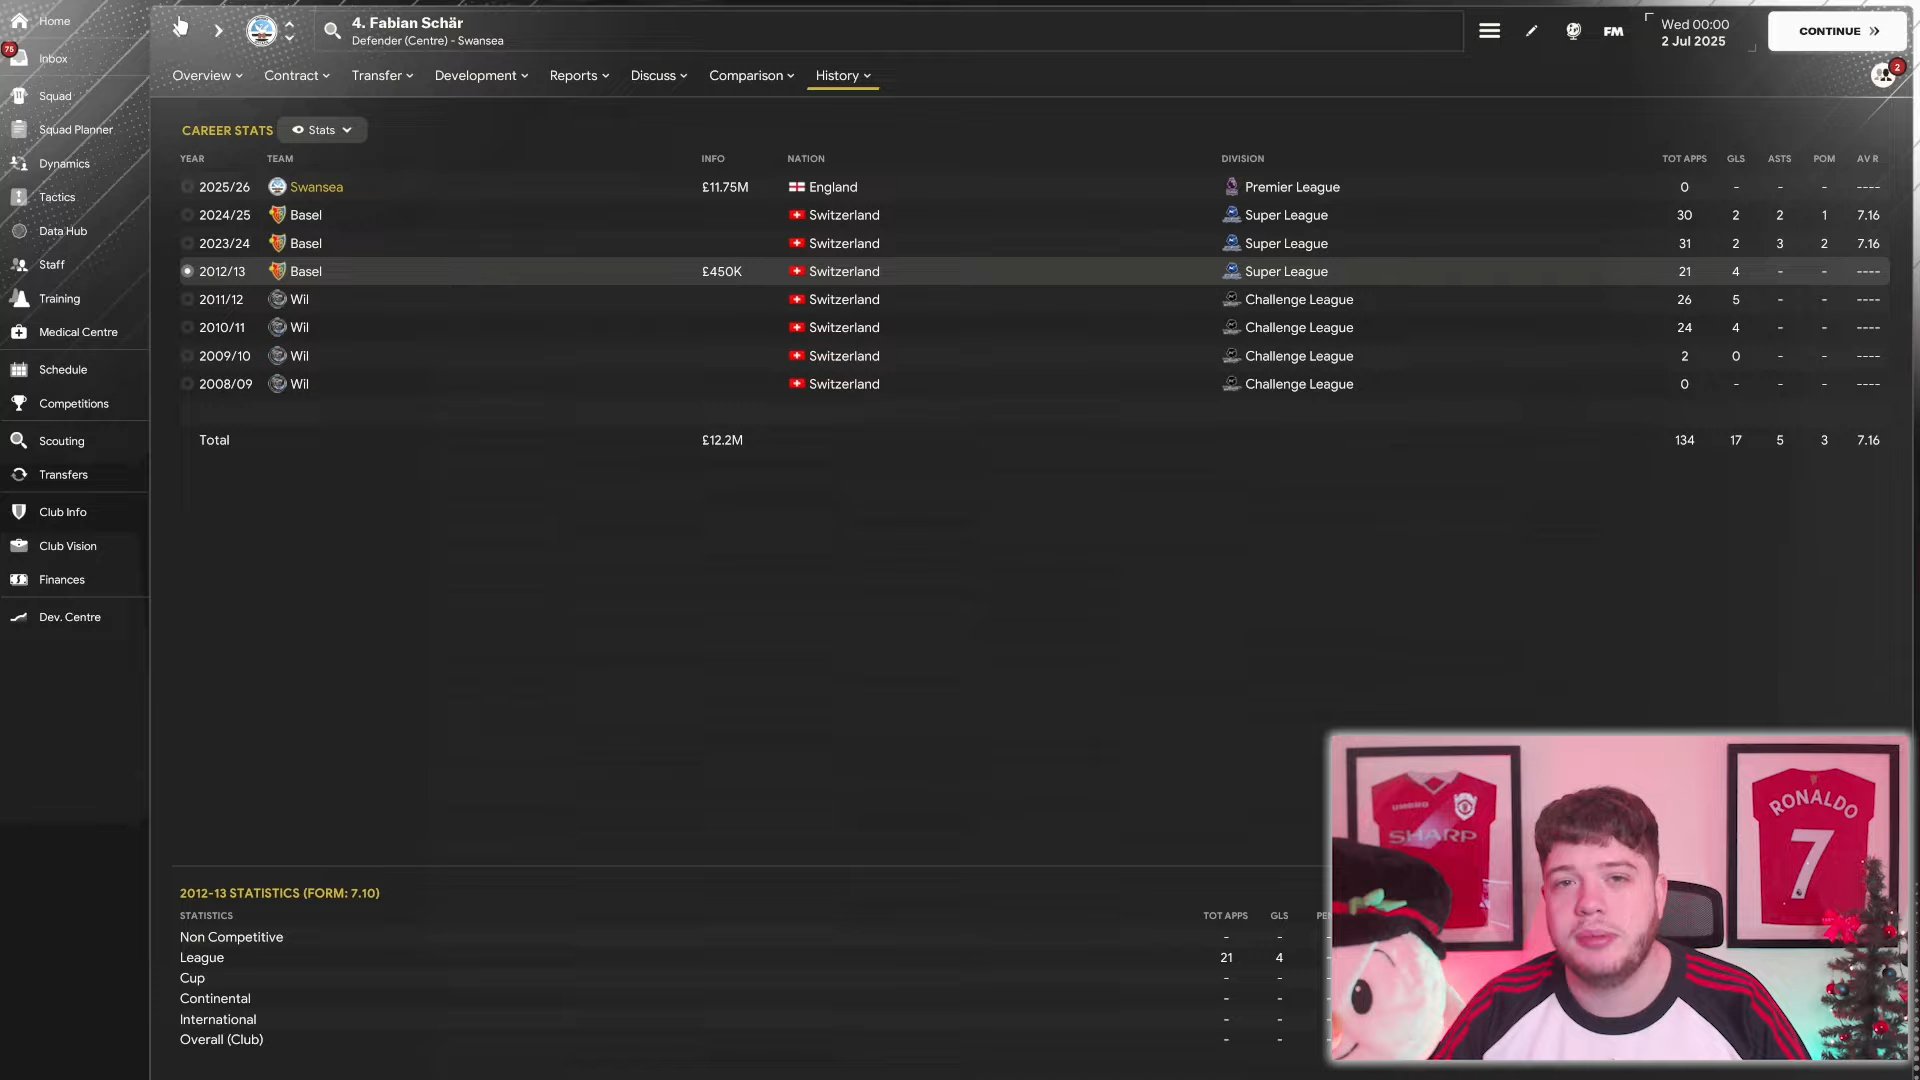 Home
75
Inbox
Squad
Squad Planner
Dynamics
Tactics
Data Hub
Staff
Training
Medical Centre
Schedule
Competitions
Scouting
Transfers
Club Info
Club Vision
Finances
Dev. Centre
4. Fabian Schär
Defender (Centre) - Swansea
FM
Wed 00:00
2 Jul 2025
CONTINUE
2
Overview Contract Transfer Development Reports Discuss Comparison History
CAREER STATS Stats
YEAR TEAM INFO NATION DIVISION TOT APPS GLS ASTS POM AV R
2025/26 Swansea £11.75M England Premier League 0 - - - ----
2024/25 Basel Switzerland Super League 30 2 2 1 7.16
2023/24 Basel Switzerland Super League 31 2 3 2 7.16
2012/13 Basel £450K Switzerland Super League 21 4 - - ----
2011/12 Wil Switzerland Challenge League 26 5 - - ----
2010/11 Wil Switzerland Challenge League 24 4 - - ----
2009/10 Wil Switzerland Challenge League 2 0 - - ----
2008/09 Wil Switzerland Challenge League 0 - - - ----
Total £12.2M 134 17 5 3 7.16
2012-13 STATISTICS (FORM: 7.10)
STATISTICS TOT APPS GLS PEN
Non Competitive - - -
League 21 4 -
Cup - - -
Continental - - -
International - - -
Overall (Club) - - -
UMBRO
SHARP
RONALDO
7